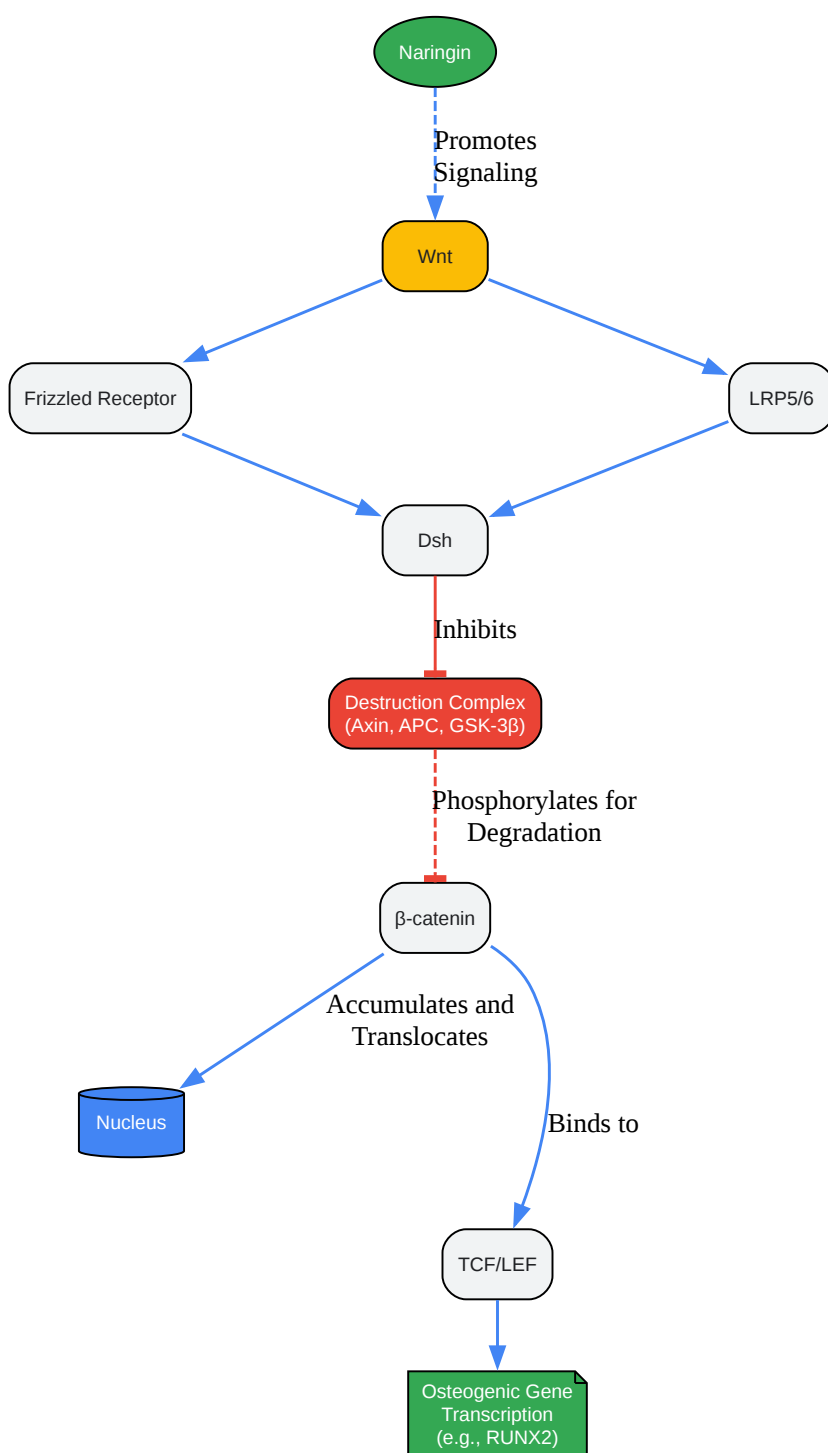 Naringin
Promotes
Signaling
Wnt
Frizzled Receptor
LRP5/6
Dsh
Inhibits
Destruction Complex
(Axin, APC, GSK-3β)
Phosphorylates for
Degradation
β-catenin
Accumulates and
Translocates
Nucleus
Binds to
TCF/LEF
Osteogenic Gene
Transcription
(e.g., RUNX2)